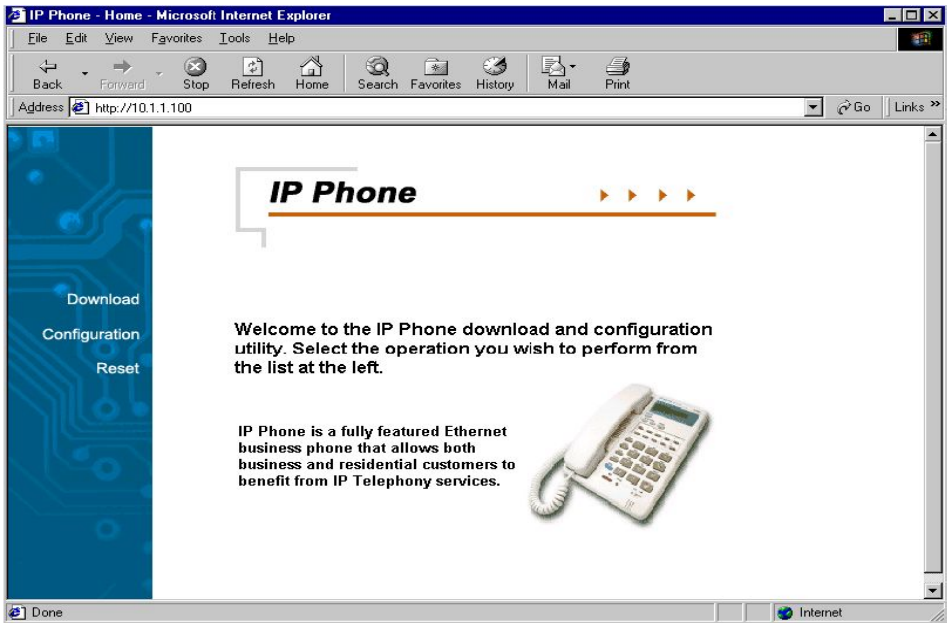 IP Phone - Home - Microsoft Internet Explorer
File Edit View Favorites Tools Help
Back Forward Stop Refresh Home Search Favorites History Mail Print
Address http://10.1.1.100 Go Links »
IP Phone
Download
Configuration
Reset
Welcome to the IP Phone download and configuration
utility. Select the operation you wish to perform from
the list at the left.
IP Phone is a fully featured Ethernet
business phone that allows both
business and residential customers to
benefit from IP Telephony services.
Done Internet